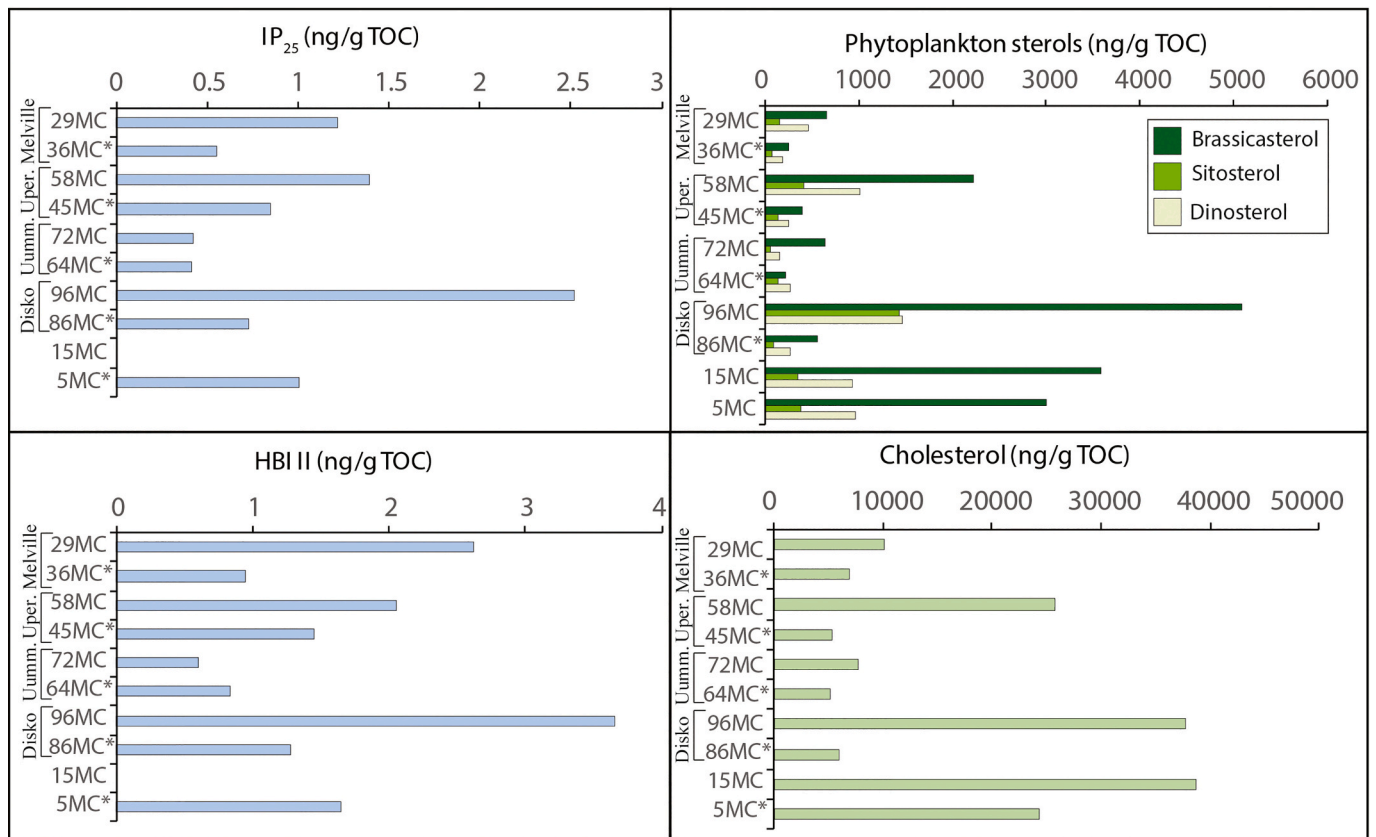 IP25 (ng/g TOC)
0 0.5 1 1.5 2 2.5 3
Melville
29MC
36MC*
Uper.
58MC
45MC*
Uumm.
72MC
64MC*
Disko
96MC
86MC*
15MC
5MC*
Phytoplankton sterols (ng/g TOC)
0 1000 2000 3000 4000 5000 6000
Melville
29MC
36MC*
Uper.
58MC
45MC*
Uumm.
72MC
64MC*
Disko
96MC
86MC*
15MC
5MC
Brassicasterol
Sitosterol
Dinosterol
HBI II (ng/g TOC)
0 1 2 3 4
Melville
29MC
36MC*
Uper.
58MC
45MC*
Uumm.
72MC
64MC*
Disko
96MC
86MC*
15MC
5MC*
Cholesterol (ng/g TOC)
0 10000 20000 30000 40000 50000
Melville
29MC
36MC*
Uper.
58MC
45MC*
Uumm.
72MC
64MC*
Disko
96MC
86MC*
15MC
5MC*